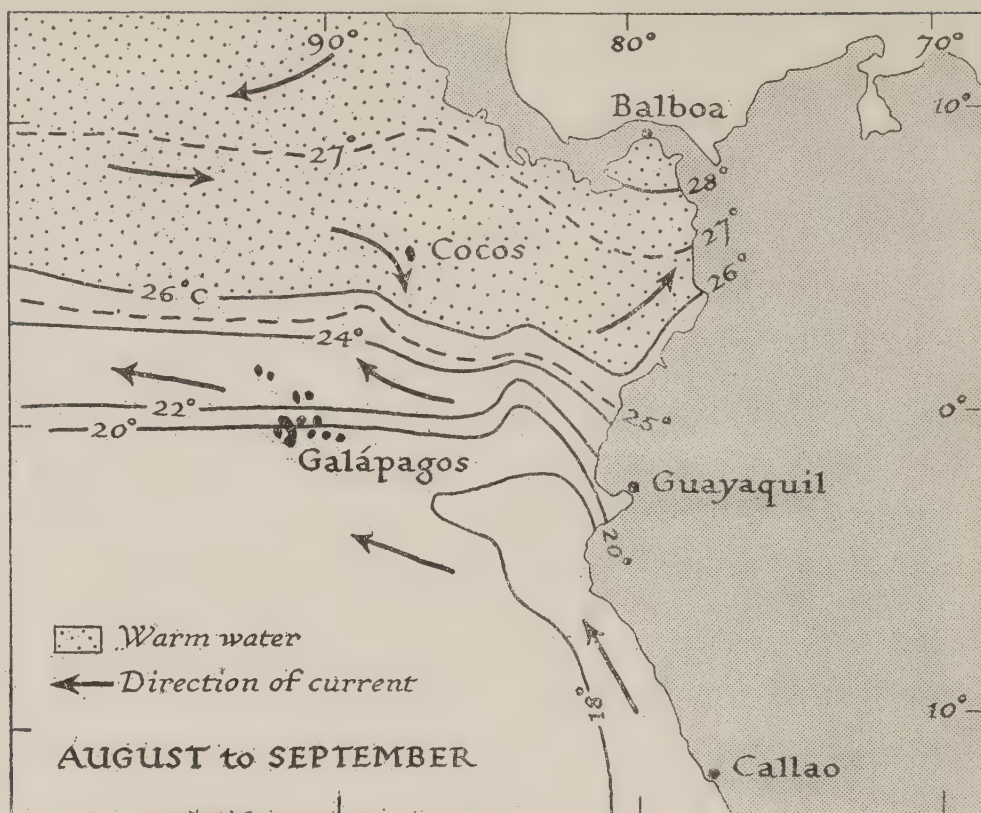 90°
80°
70°
Balboa
10°
27°
28°
27°
Cocos
26°
26°C
24°
22°
25°
0°
20°
Galápagos
Guayaquil
20°
Warm water
Direction of current
18°
10°
AUGUST to SEPTEMBER
Callao